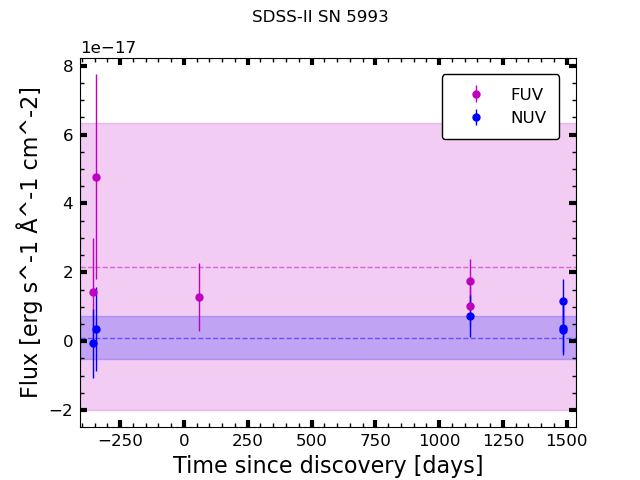 SDSS-II SN 5993
1e−17
8
6
4
2
0
−2
Flux [erg s^-1 Å^-1 cm^-2]
FUV
NUV
−250 0 250 500 750 1000 1250 1500
Time since discovery [days]